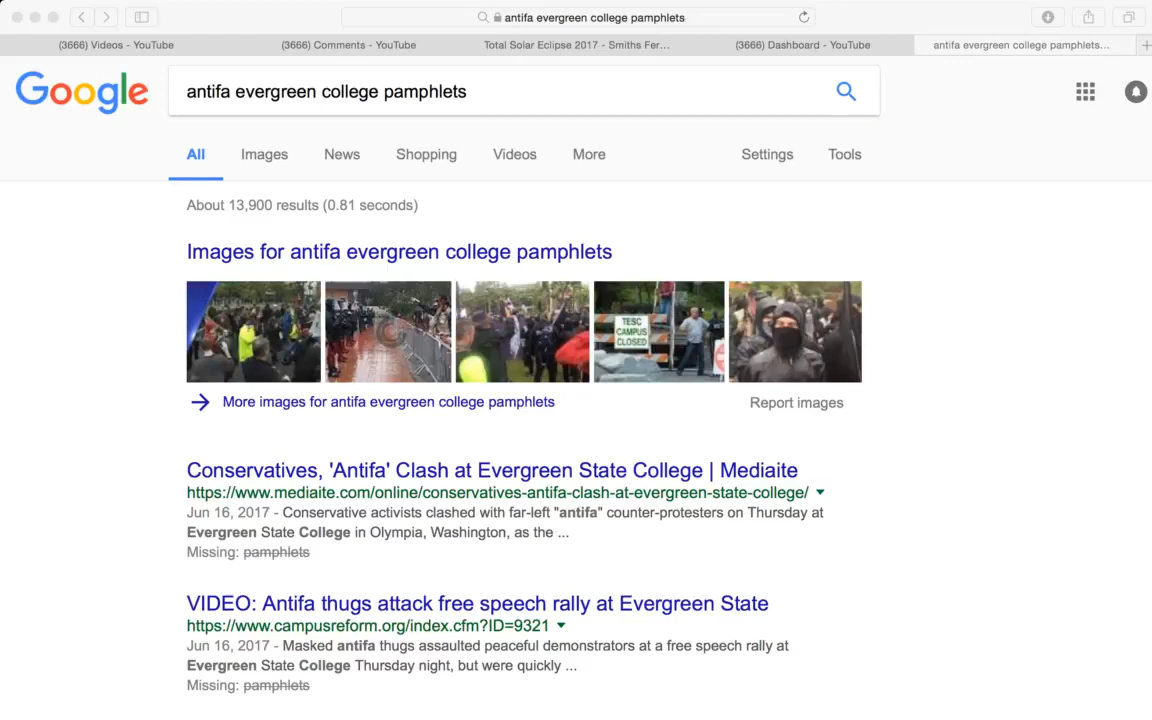 antifa evergreen college pamphlets
(3666) Videos - YouTube
(3666) Comments - YouTube
Total Solar Eclipse 2017 - Smiths Fer...
(3666) Dashboard - YouTube
antifa evergreen college pamphlets...
Google
antifa evergreen college pamphlets
All Images News Shopping Videos More Settings Tools
About 13,900 results (0.81 seconds)
Images for antifa evergreen college pamphlets
TESC
CAMPUS
CLOSED
More images for antifa evergreen college pamphlets
Report images
Conservatives, 'Antifa' Clash at Evergreen State College | Mediaite
https://www.mediaite.com/online/conservatives-antifa-clash-at-evergreen-state-college/
Jun 16, 2017 - Conservative activists clashed with far-left "antifa" counter-protesters on Thursday at
Evergreen State College in Olympia, Washington, as the ...
Missing: pamphlets
VIDEO: Antifa thugs attack free speech rally at Evergreen State
https://www.campusreform.org/index.cfm?ID=9321
Jun 16, 2017 - Masked antifa thugs assaulted peaceful demonstrators at a free speech rally at
Evergreen State College Thursday night, but were quickly ...
Missing: pamphlets